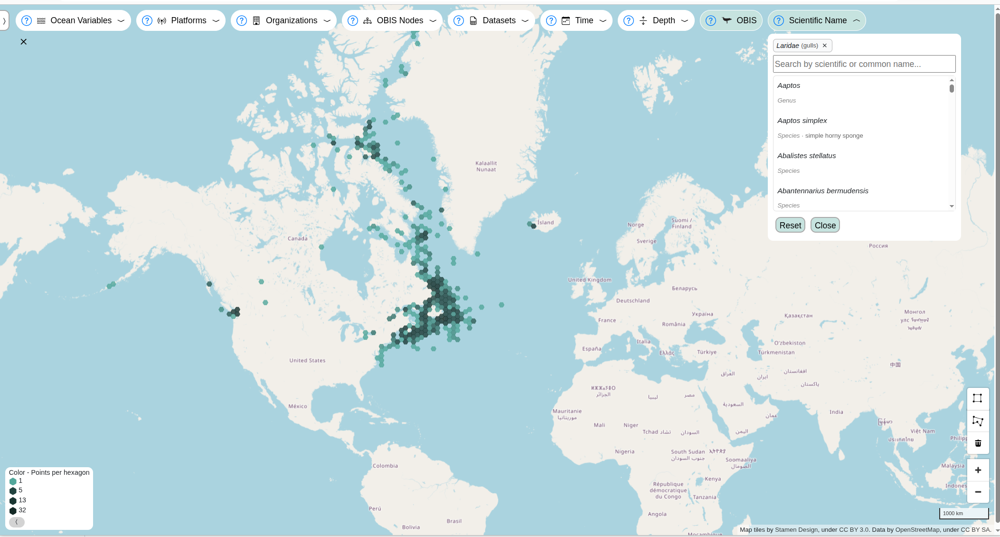 Ocean Variables
Platforms
Organizations
OBIS Nodes
Datasets
Time
Depth
OBIS
Scientific Name
Laridae (gulls)
Search by scientific or common name...
Aaptos
Genus
Aaptos simplex
Species · simple horny sponge
Abalistes stellatus
Species
Abantennarius bermudensis
Species
Reset
Close
Kalaallit
Nunaat
Ísland
Norge
Suomi /
Finland
Sverige
Canada
Россия
United Kingdom
Беларусь
Deutschland
Україна
Қазақстан
Монгол
улс
France
România
Italia
Oʻzbekiston
España
Ελλάς
Türkiye
Türkmenistan
United States
中国
افغانستان
العراق
ایران
پاکستان
ⵍⵣⵣⴰⵢⴻⵔ
الجزائر
ليبيا
مصر
México
السعودية
Mauritanie
موريتانيا
India
عمان
Mali
Niger
Tchad تشاد
السودان
اليمن
Việt Nam
Philipp
ประเทศไทย
Nigeria
South Sudan
جنوب السودان
Soomaaliya
الصومال
Colombia
Malaysia
Kenya
République
démocratique
du Congo
Indones
Tanzania
Perú
Angola
Brasil
Bolivia
Moçambique
Color - Points per hexagon
1
5
13
32
1000 km
Map tiles by Stamen Design, under CC BY 3.0. Data by OpenStreetMap, under CC BY SA.